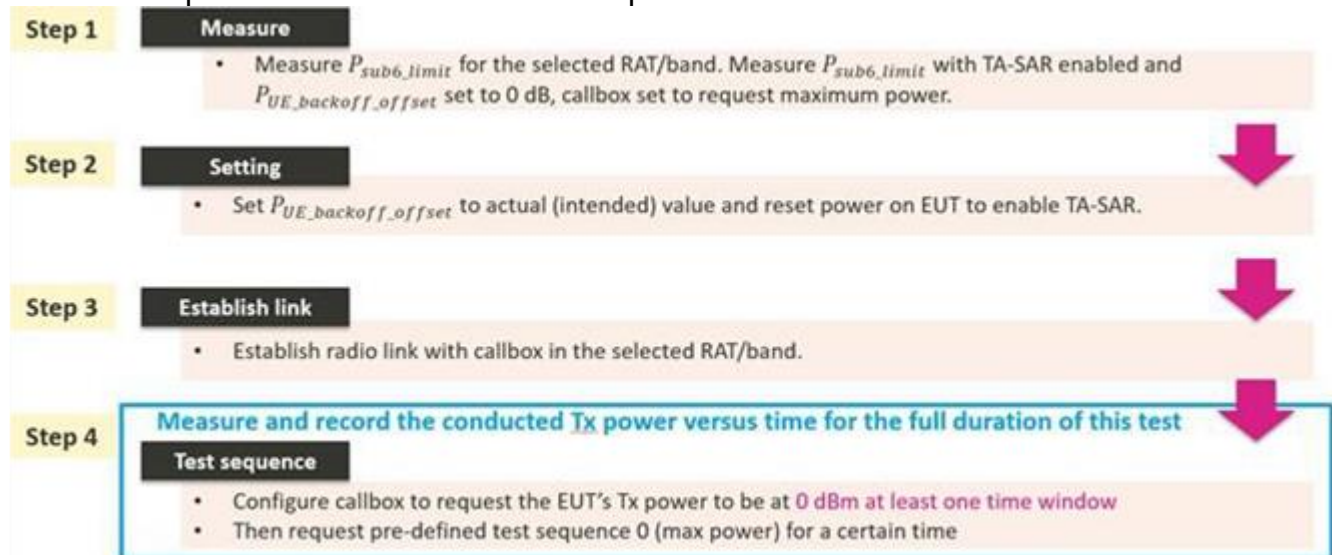 Step 1
Measure
• Measure P_sub6_limit for the selected RAT/band. Measure P_sub6_limit with TA-SAR enabled and
P_UE_backoff_offset set to 0 dB, callbox set to request maximum power.
Step 2
Setting
• Set P_UE_backoff_offset to actual (intended) value and reset power on EUT to enable TA-SAR.
Step 3
Establish link
• Establish radio link with callbox in the selected RAT/band.
Measure and record the conducted Tx power versus time for the full duration of this test
Step 4
Test sequence
• Configure callbox to request the EUT's Tx power to be at 0 dBm at least one time window
• Then request pre-defined test sequence 0 (max power) for a certain time